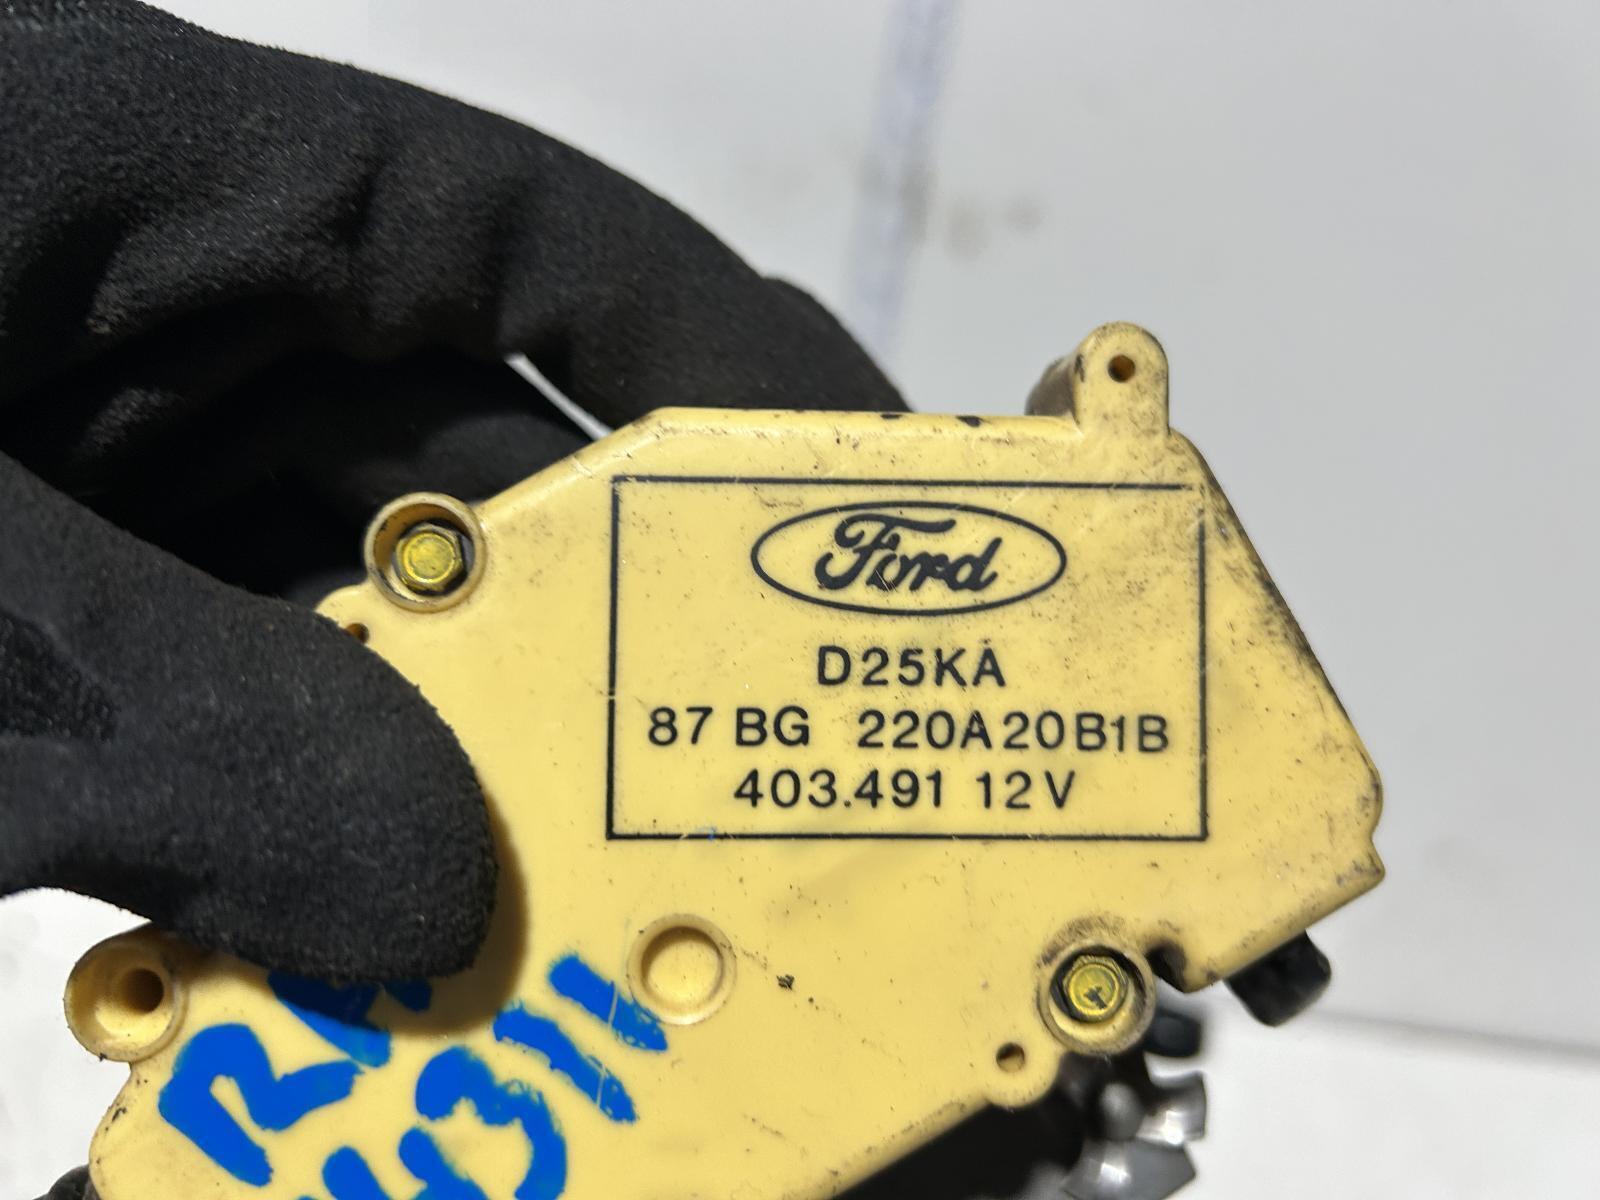 Ford
D25KA
87 BG 220A20B1B
403.491 12V